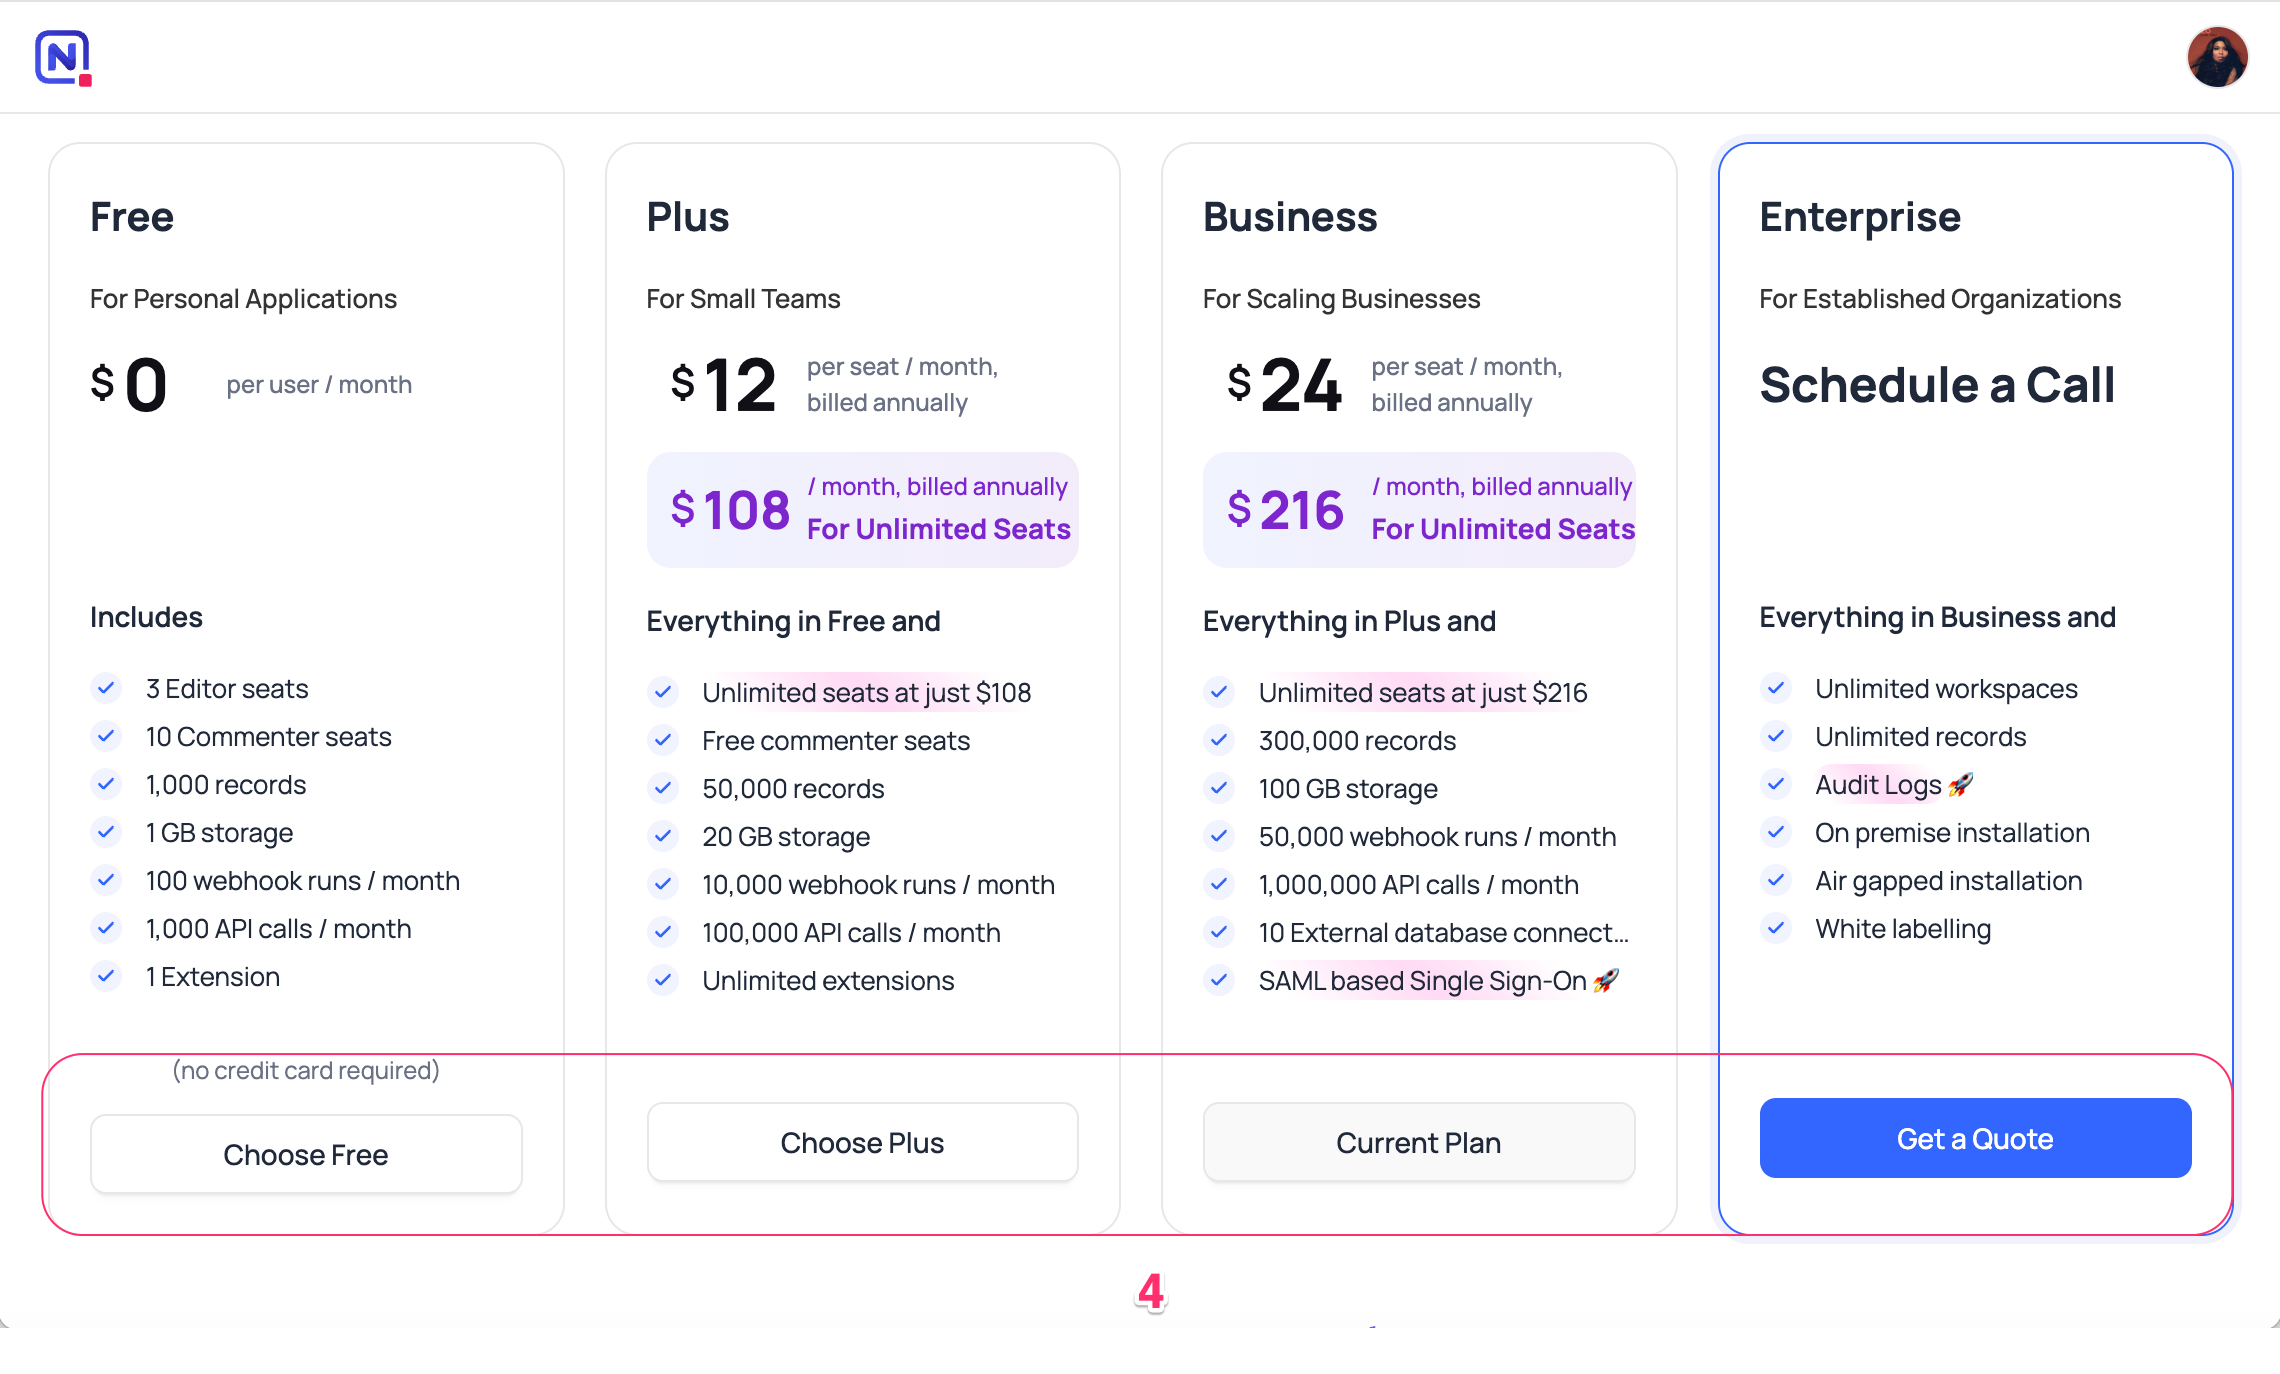 N
Free
For Personal Applications
$ 0 per user / month
Includes
3 Editor seats
10 Commenter seats
1,000 records
1 GB storage
100 webhook runs / month
1,000 API calls / month
1 Extension
(no credit card required)
Choose Free
Plus
For Small Teams
$ 12 per seat / month,
billed annually
$ 108 / month, billed annually
For Unlimited Seats
Everything in Free and
Unlimited seats at just $108
Free commenter seats
50,000 records
20 GB storage
10,000 webhook runs / month
100,000 API calls / month
Unlimited extensions
Choose Plus
Business
For Scaling Businesses
$ 24 per seat / month,
billed annually
$ 216 / month, billed annually
For Unlimited Seats
Everything in Plus and
Unlimited seats at just $216
300,000 records
100 GB storage
50,000 webhook runs / month
1,000,000 API calls / month
10 External database connect...
SAML based Single Sign-On 🚀
Current Plan
Enterprise
For Established Organizations
Schedule a Call
Everything in Business and
Unlimited workspaces
Unlimited records
Audit Logs 🚀
On premise installation
Air gapped installation
White labelling
Get a Quote
4